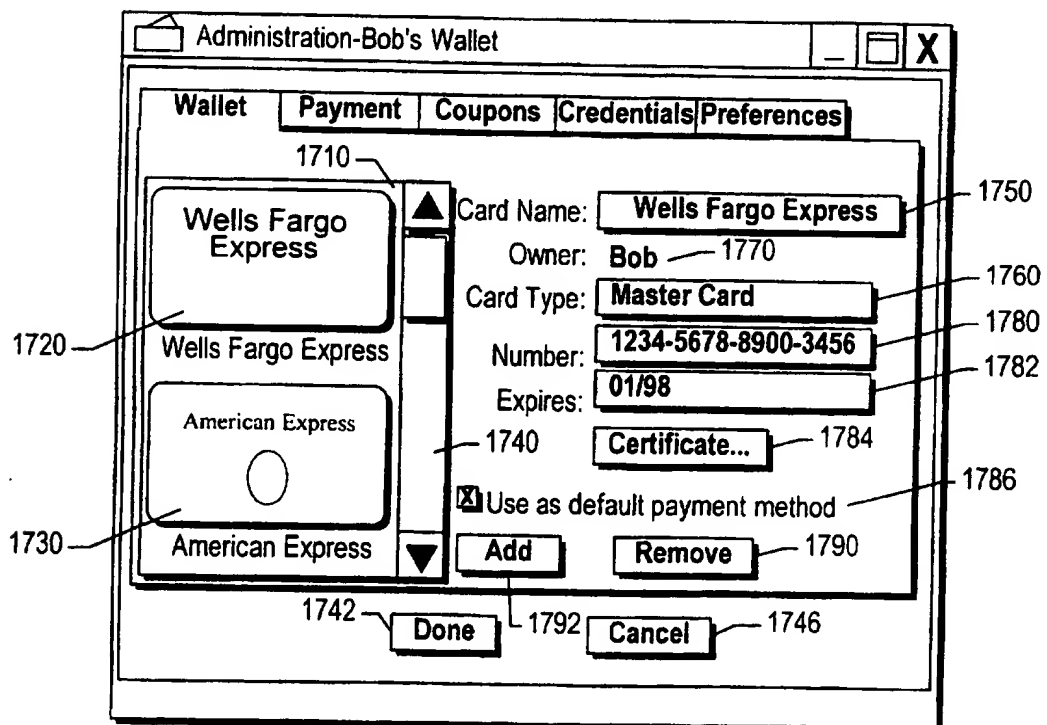 Administration-Bob's Wallet
_ X
Wallet Payment Coupons Credentials Preferences
1710
Wells Fargo
Express
1720
Wells Fargo Express
American Express
1730
American Express
1740
Card Name: Wells Fargo Express 1750
Owner: Bob 1770
Card Type: Master Card 1760
Number: 1234-5678-8900-3456 1780
Expires: 01/98 1782
Certificate... 1784
X Use as default payment method 1786
Add Remove 1790
1742 Done 1792 Cancel 1746